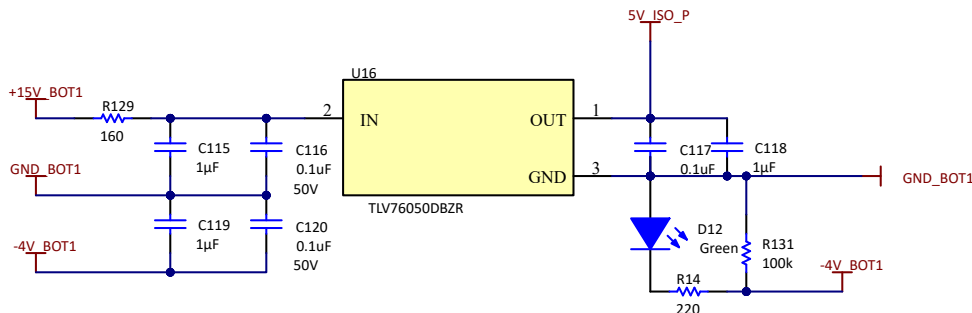 5V_ISO_P
U16
+15V_BOT1
R129
160
2
IN
OUT
1
C115
1µF
C116
0.1uF
50V
C117
0.1uF
C118
1µF
GND_BOT1
GND
3
GND_BOT1
TLV76050DBZR
C119
1µF
C120
0.1uF
50V
-4V_BOT1
D12
Green
R131
100k
R14
220
-4V_BOT1